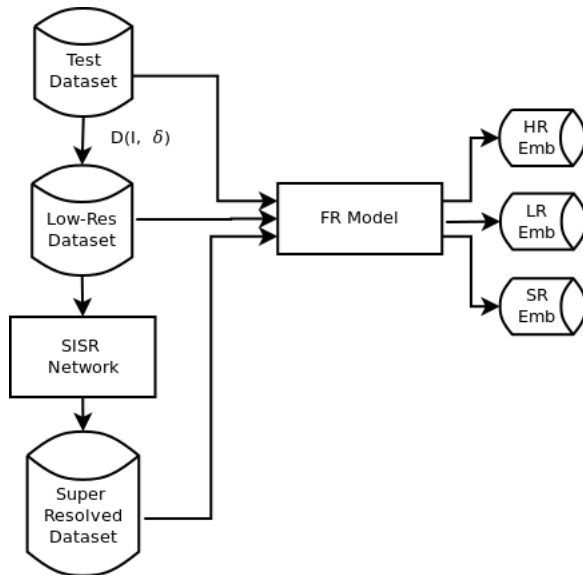 Test
Dataset
D(I, δ)
Low-Res
Dataset
SISR
Network
Super
Resolved
Dataset
FR Model
HR
Emb
LR
Emb
SR
Emb